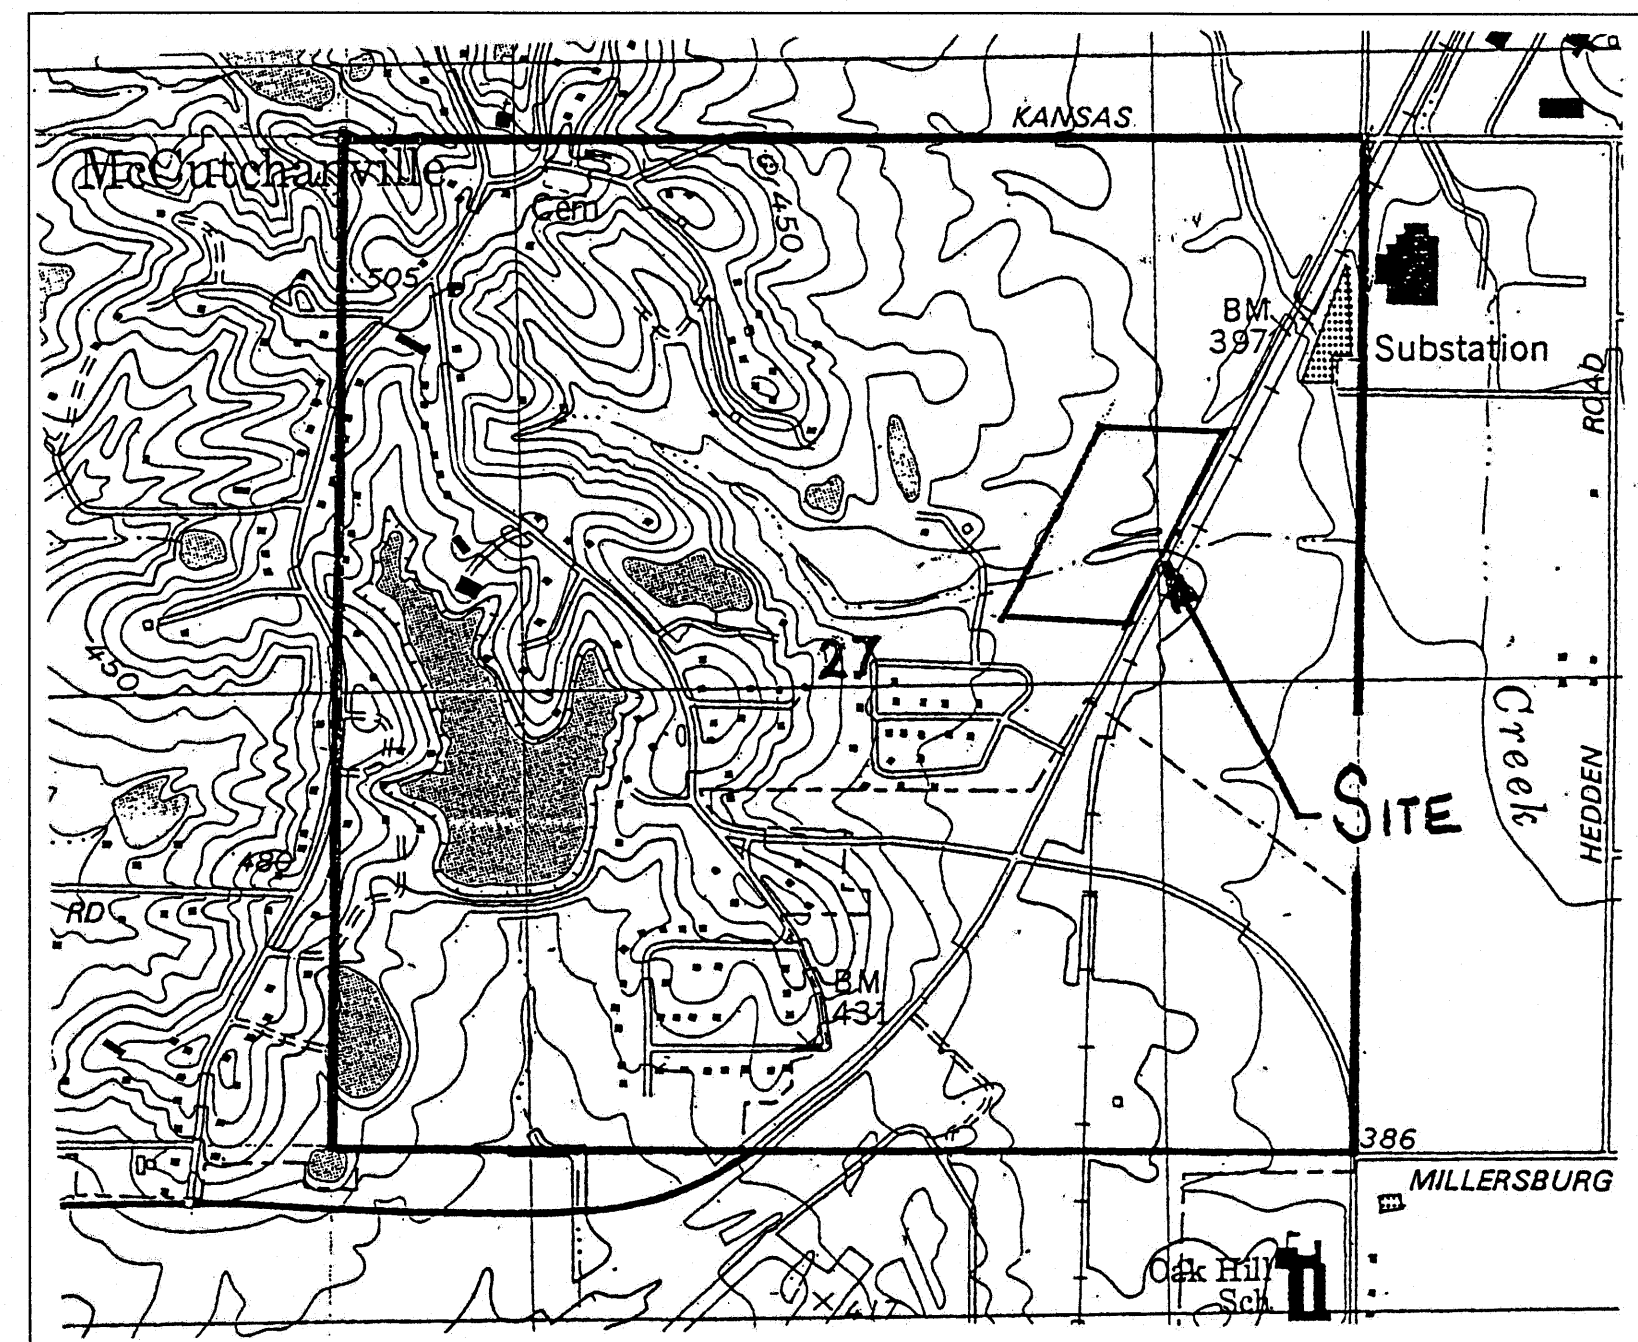 KANSAS
McCutchanville
Cem
450
505
BM
397
Substation
ROAD
27
450
Creek
SITE
HEDDEN
480
RD
BM
431
386
MILLERSBURG
Oak Hill
Sch
417